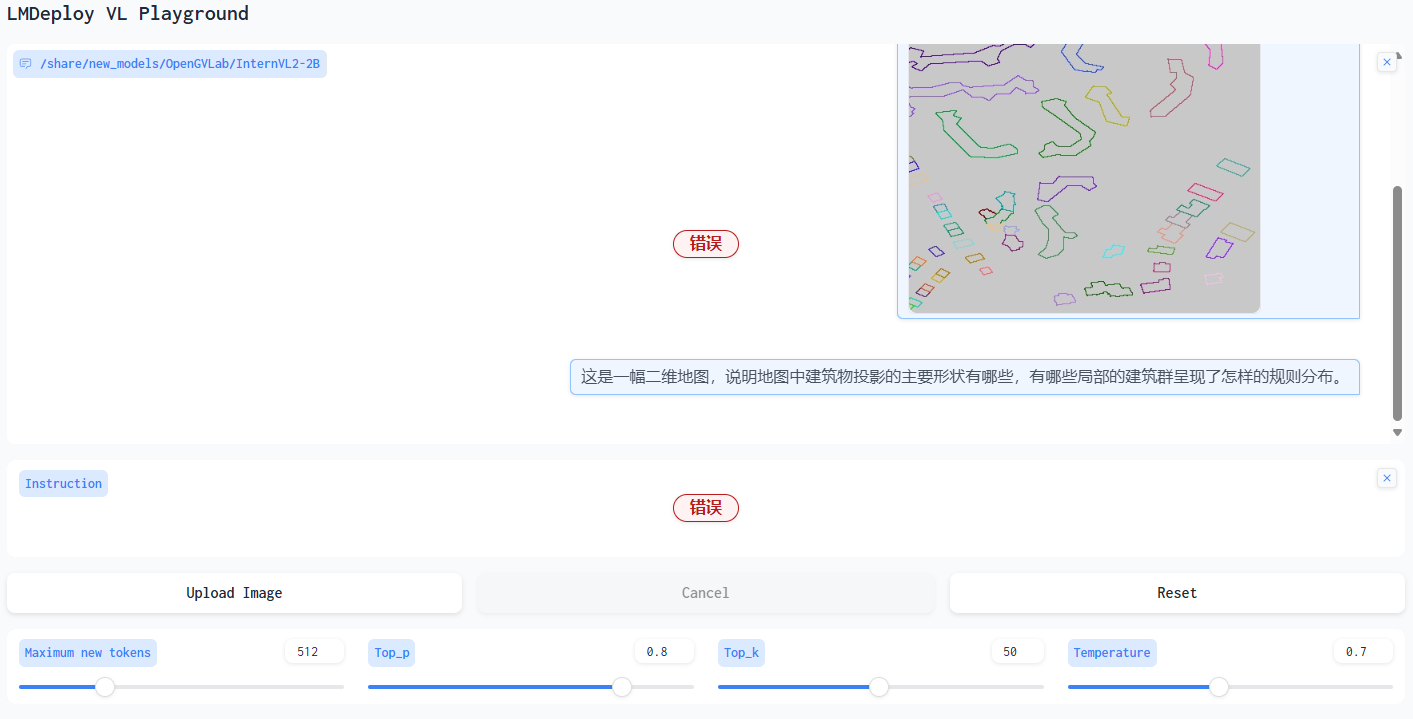 LMDeploy VL Playground
/share/new_models/OpenGVLab/InternVL2-2B
错误
这是一幅二维地图，说明地图中建筑物投影的主要形状有哪些，有哪些局部的建筑群呈现了怎样的规则分布。
Instruction
错误
Upload Image
Cancel
Reset
Maximum new tokens 512
Top_p 0.8
Top_k 50
Temperature 0.7